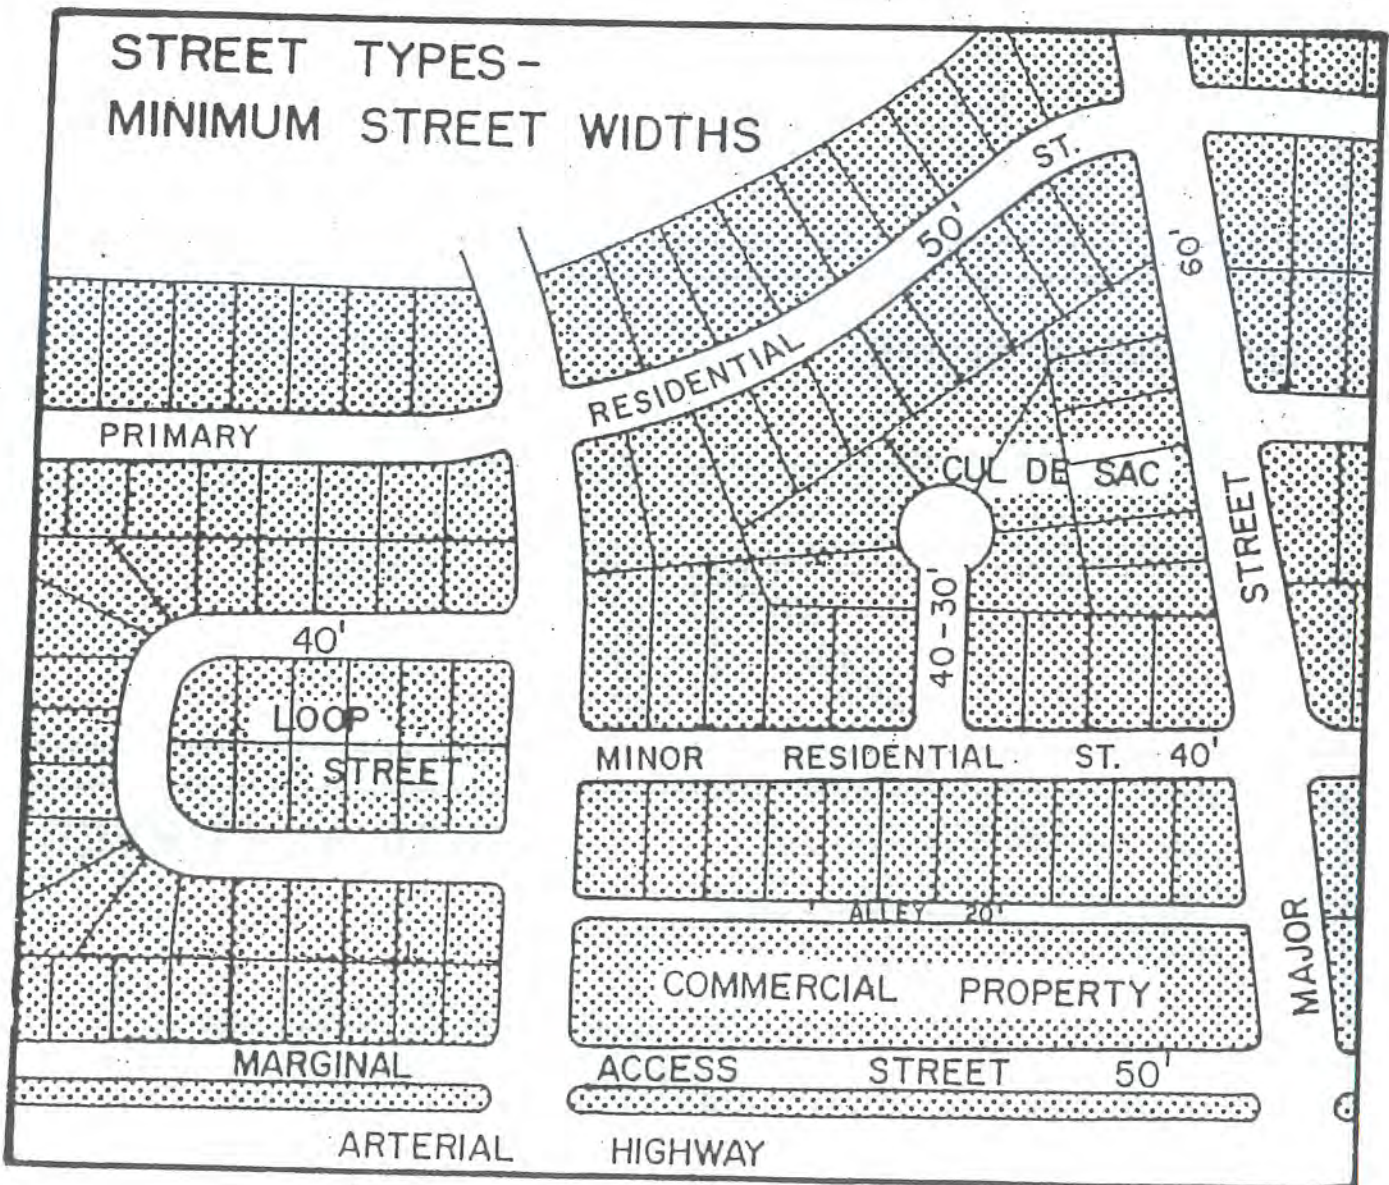 STREET TYPES-
MINIMUM STREET WIDTHS
PRIMARY RESIDENTIAL 50' ST.
60'
CUL DE SAC
40-30'
40'
LOOP
STREET
MINOR RESIDENTIAL ST. 40'
MAJOR STREET
ALLEY 20'
COMMERCIAL PROPERTY
MARGINAL ACCESS STREET 50'
ARTERIAL HIGHWAY